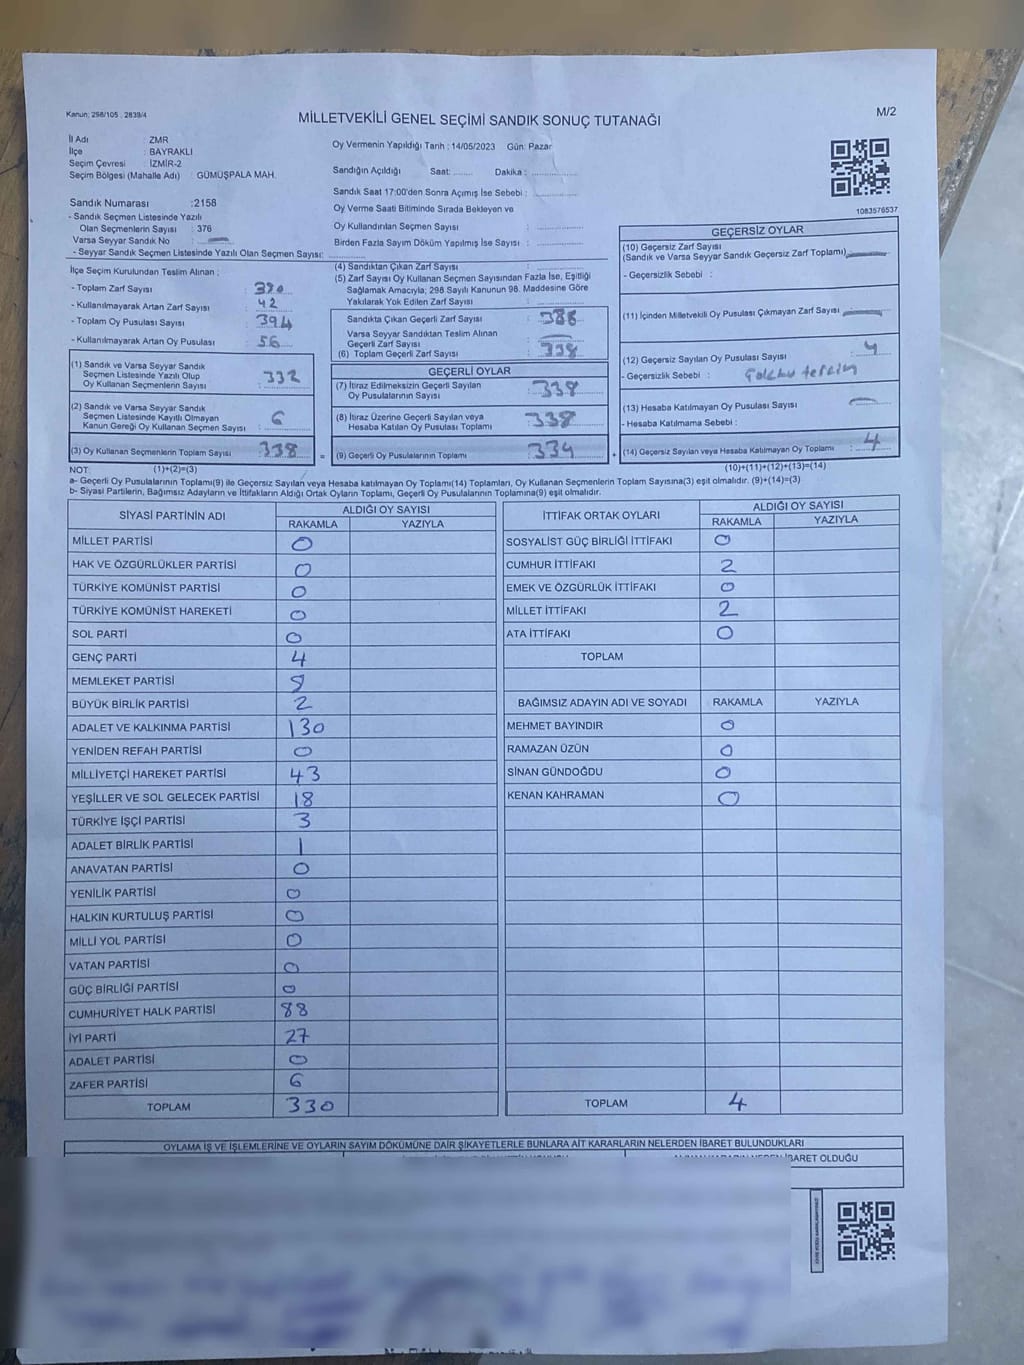 Kanun: 298/105 , 2839/4
M/2
MİLLETVEKİLİ GENEL SEÇİMİ SANDIK SONUÇ TUTANAĞI
İl Adı : ZMR
İlçe : BAYRAKLI
Seçim Çevresi : İZMİR-2
Seçim Bölgesi (Mahalle Adı) : GÜMÜŞPALA MAH.
Oy Vermenin Yapıldığı Tarih : 14/05/2023 Gün: Pazar
Sandığın Açıldığı Saat: ........ Dakika : ..............
Sandık Saat 17:00'den Sonra Açımış İse Sebebi : ............
Oy Verme Saati Bitiminde Sırada Bekleyen ve
Oy Kullandırılan Seçmen Sayısı : ..............
Birden Fazla Sayım Döküm Yapılmış İse Sayısı : ..............
1083576537
Sandık Numarası :2158
- Sandık Seçmen Listesinde Yazılı
Olan Seçmenlerin Sayısı : 376
Varsa Seyyar Sandık No :
- Seyyar Sandık Seçmen Listesinde Yazılı Olan Seçmen Sayısı: ............
İlçe Seçim Kurulundan Teslim Alınan :
- Toplam Zarf Sayısı : 380
- Kullanılmayarak Artan Zarf Sayısı : 42
- Toplam Oy Pusulası Sayısı : 394
- Kullanılmayarak Artan Oy Pusulası : 56
(1) Sandık ve Varsa Seyyar Sandık
Seçmen Listesinde Yazılı Olup
Oy Kullanan Seçmenlerin Sayısı : 332
(2) Sandık ve Varsa Seyyar Sandık
Seçmen Listesinde Kayıtlı Olmayan
Kanun Gereği Oy Kullanan Seçmen Sayısı : 6
(3) Oy Kullanan Seçmenlerin Toplam Sayısı : 338 =
(4) Sandıktan Çıkan Zarf Sayısı : ..............
(5) Zarf Sayısı Oy Kullanan Seçmen Sayısından Fazla İse, Eşitliği
Sağlamak Amacıyla; 298 Sayılı Kanunun 98. Maddesine Göre
Yakılarak Yok Edilen Zarf Sayısı : ..............
Sandıkta Çıkan Geçerli Zarf Sayısı : 338
Varsa Seyyar Sandıktan Teslim Alınan
Geçerli Zarf Sayısı :
(6) Toplam Geçerli Zarf Sayısı : 338
GEÇERLİ OYLAR
(7) İtiraz Edilmeksizin Geçerli Sayılan
Oy Pusulalarının Sayısı : 338
(8) İtiraz Üzerine Geçerli Sayılan veya
Hesaba Katılan Oy Pusulası Toplamı : 338
(9) Geçerli Oy Pusulalarının Toplamı : 334 +
GEÇERSİZ OYLAR
(10) Geçersiz Zarf Sayısı
(Sandık ve Varsa Seyyar Sandık Geçersiz Zarf Toplamı)
- Geçersizlik Sebebi :
(11) İçinden Milletvekili Oy Pusulası Çıkmayan Zarf Sayısı
(12) Geçersiz Sayılan Oy Pusulası Sayısı : 4
- Geçersizlik Sebebi :
(13) Hesaba Katılmayan Oy Pusulası Sayısı :
- Hesaba Katılmama Sebebi :
(14) Geçersiz Sayılan veya Hesaba Katılmayan Oy Toplamı : 4
NOT: (1)+(2)=(3)
(10)+(11)+(12)+(13)=(14)
a- Geçerli Oy Pusulalarının Toplamı(9) ile Geçersiz Sayılan veya Hesaba katılmayan Oy Toplamı(14) Toplamları, Oy Kullanan Seçmenlerin Toplam Sayısına(3) eşit olmalıdır. (9)+(14)=(3)
b- Siyasi Partilerin, Bağımsız Adayların ve İttifakların Aldığı Ortak Oyların Toplamı, Geçerli Oy Pusulalarının Toplamına(9) eşit olmalıdır.
SİYASİ PARTİNİN ADI ALDIĞI OY SAYISI
RAKAMLA YAZIYLA
MİLLET PARTİSİ 0
HAK VE ÖZGÜRLÜKLER PARTİSİ 0
TÜRKİYE KOMÜNİST PARTİSİ 0
TÜRKİYE KOMÜNİST HAREKETİ 0
SOL PARTİ 0
GENÇ PARTİ 4
MEMLEKET PARTİSİ 8
BÜYÜK BİRLİK PARTİSİ 2
ADALET VE KALKINMA PARTİSİ 130
YENİDEN REFAH PARTİSİ 0
MİLLİYETÇİ HAREKET PARTİSİ 43
YEŞİLLER VE SOL GELECEK PARTİSİ 18
TÜRKİYE İŞÇİ PARTİSİ 3
ADALET BİRLİK PARTİSİ 1
ANAVATAN PARTİSİ 0
YENİLİK PARTİSİ 0
HALKIN KURTULUŞ PARTİSİ 0
MİLLİ YOL PARTİSİ 0
VATAN PARTİSİ 0
GÜÇ BİRLİĞİ PARTİSİ 0
CUMHURİYET HALK PARTİSİ 88
İYİ PARTİ 27
ADALET PARTİSİ 0
ZAFER PARTİSİ 6
TOPLAM 330
İTTİFAK ORTAK OYLARI ALDIĞI OY SAYISI
RAKAMLA YAZIYLA
SOSYALİST GÜÇ BİRLİĞİ İTTİFAKI 0
CUMHUR İTTİFAKI 2
EMEK VE ÖZGÜRLÜK İTTİFAKI 0
MİLLET İTTİFAKI 2
ATA İTTİFAKI 0
TOPLAM
BAĞIMSIZ ADAYIN ADI VE SOYADI RAKAMLA YAZIYLA
MEHMET BAYINDIR 0
RAMAZAN ÜZÜN 0
SİNAN GÜNDOĞDU 0
KENAN KAHRAMAN 0
TOPLAM 4
OYLAMA İŞ VE İŞLEMLERİNE VE OYLARIN SAYIM DÖKÜMÜNE DAİR ŞİKAYETLERLE BUNLARA AİT KARARLARIN NELERDEN İBARET BULUNDUKLARI
İBARET OLDUĞU